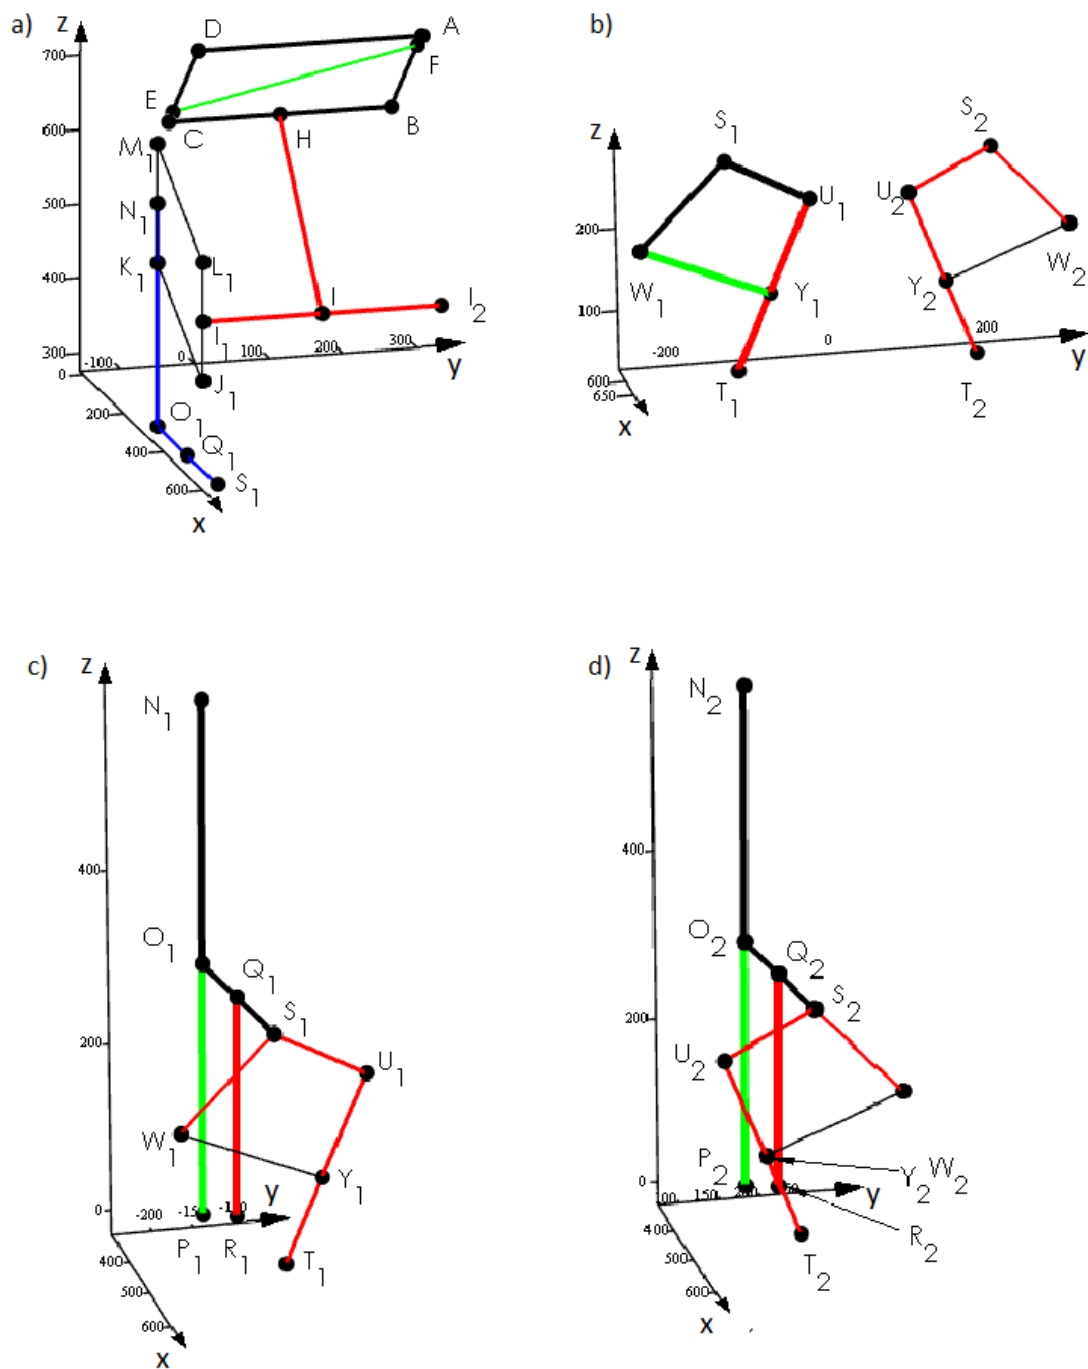 a)
z
D
A
700
F
E
C
H
B
600
M1
500
N1
K1
L1
I
I2
400
I1
300
-100
0
100
200
300
y
0
J1
200
O1
400
Q1
600
S1
x
b)
z
S1
S2
U1
U2
200
W1
Y1
Y2
W2
100
-200
0
200
y
600
650
T1
T2
x
c)
z
N1
400
O1
Q1
S1
U1
200
W1
Y1
0
-200
y
P1
R1
T1
400
500
600
x
d)
z
N2
400
O2
Q2
S2
200
U2
P2
Y2
W2
0
150
y
R2
400
T2
500
600
x